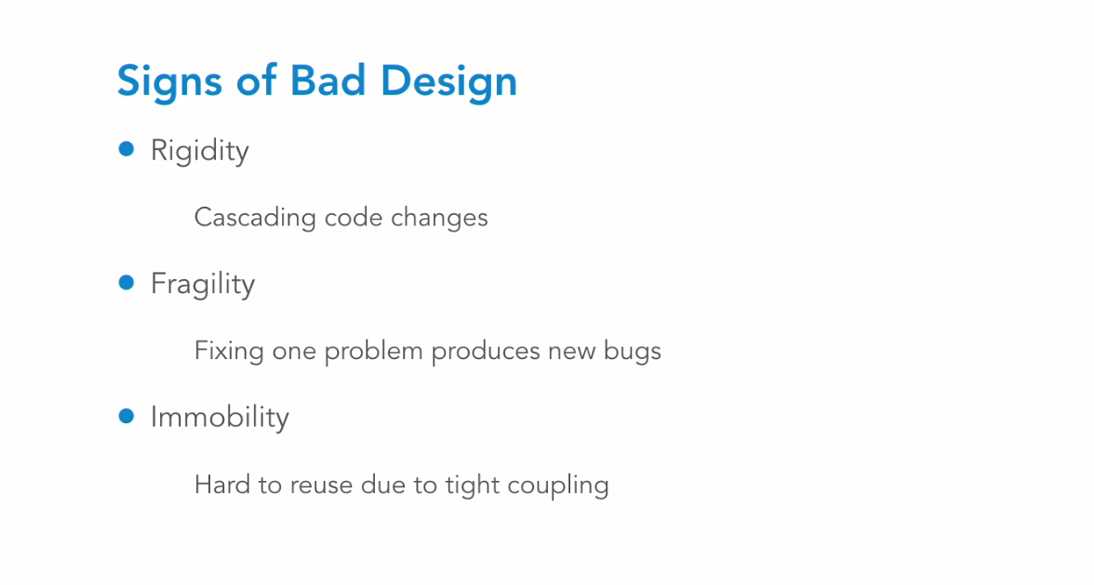 Signs of Bad Design
Rigidity
Cascading code changes
Fragility
Fixing one problem produces new bugs
Immobility
Hard to reuse due to tight coupling